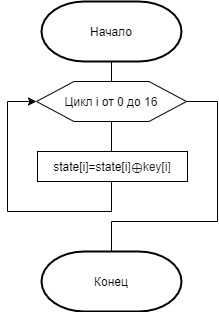 Начало
Цикл i от 0 до 16
state[i]=state[i]⊕key[i]
Конец